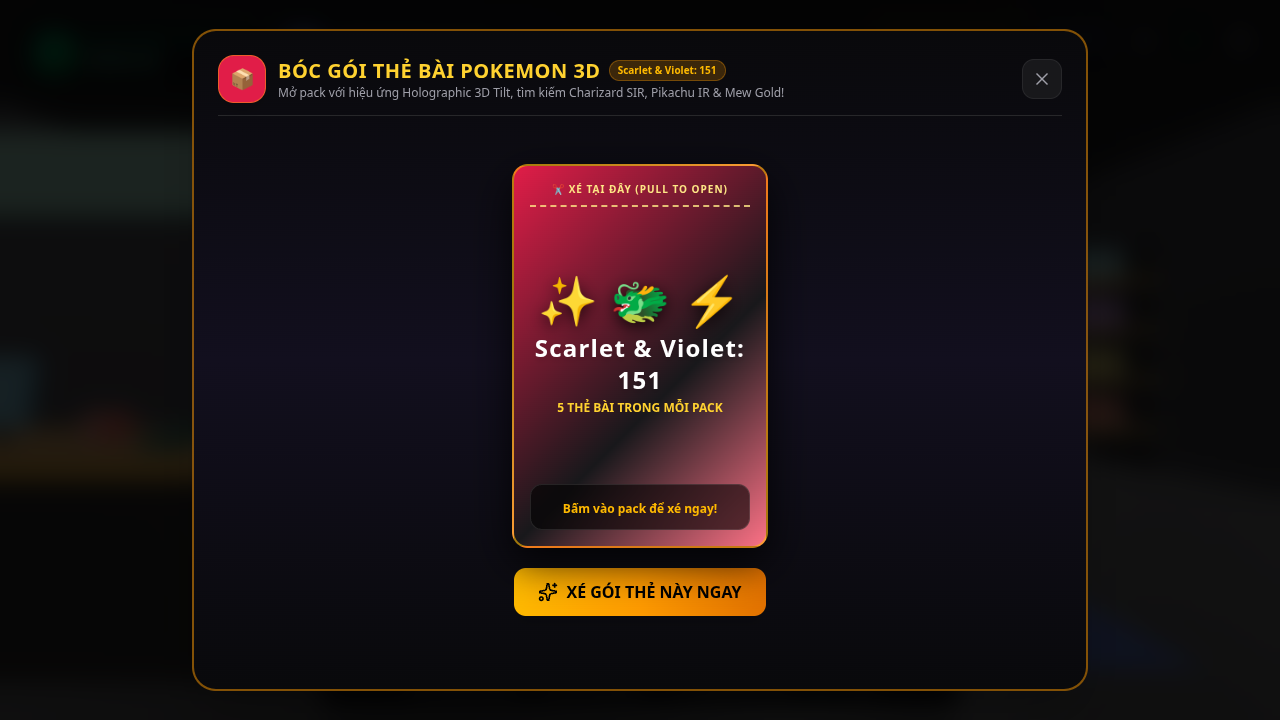 BÓC GÓI THẺ BÀI POKEMON 3D
Scarlet & Violet: 151
Mở pack với hiệu ứng Holographic 3D Tilt, tìm kiếm Charizard SIR, Pikachu IR & Mew Gold!
XÉ TẠI ĐÂY (PULL TO OPEN)
Scarlet & Violet:
151
5 THẺ BÀI TRONG MỖI PACK
Bấm vào pack để xé ngay!
XÉ GÓI THẺ NÀY NGAY